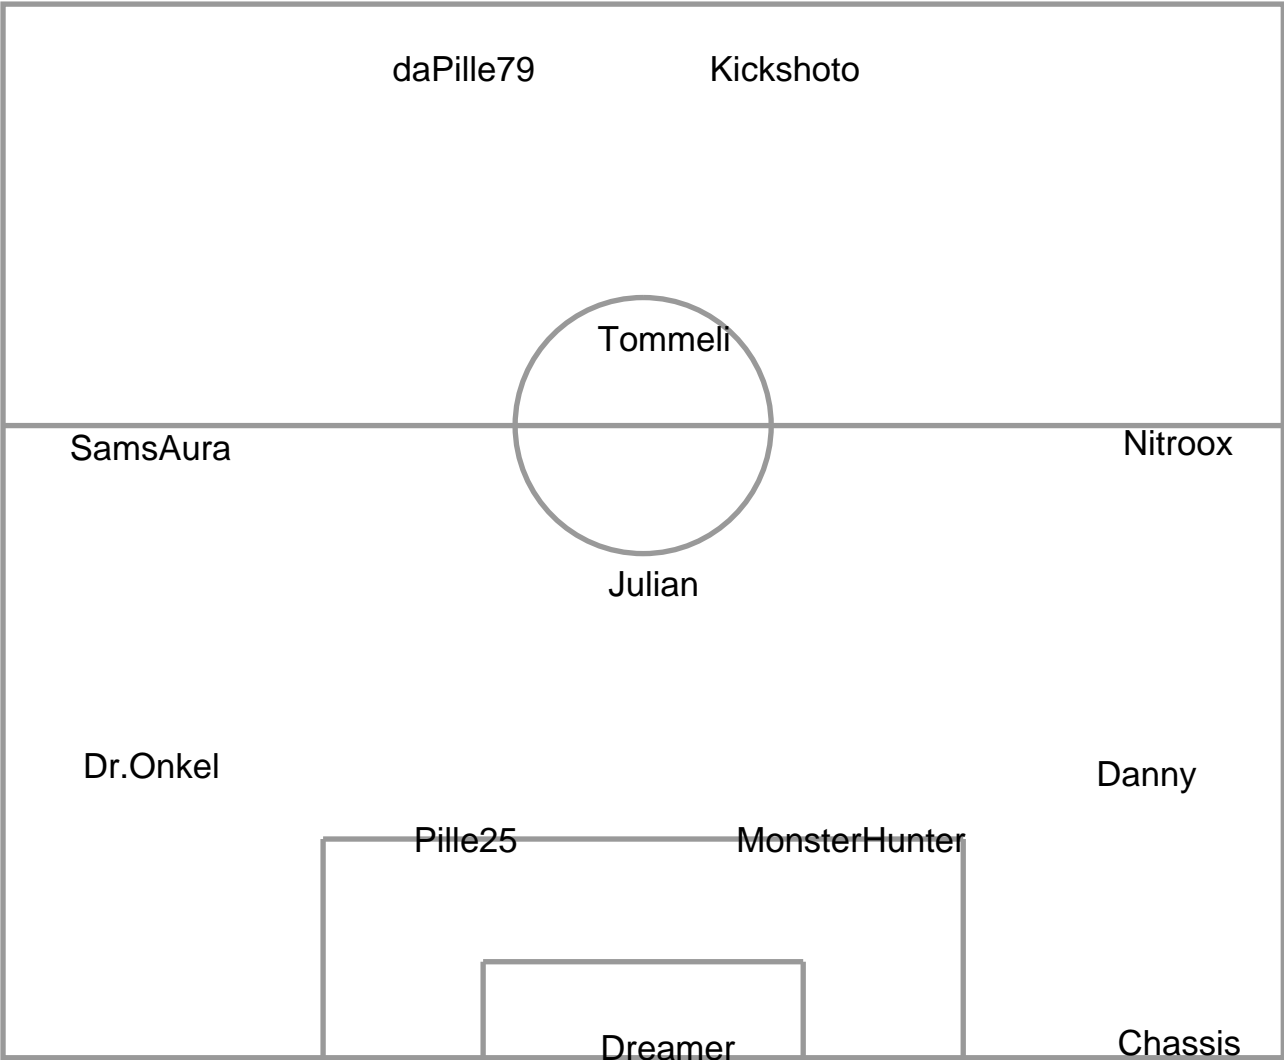 daPille79 Kickshoto
Tommeli
SamsAura Nitroox
Julian
Dr.Onkel Danny
Pille25 MonsterHunter
Dreamer Chassis